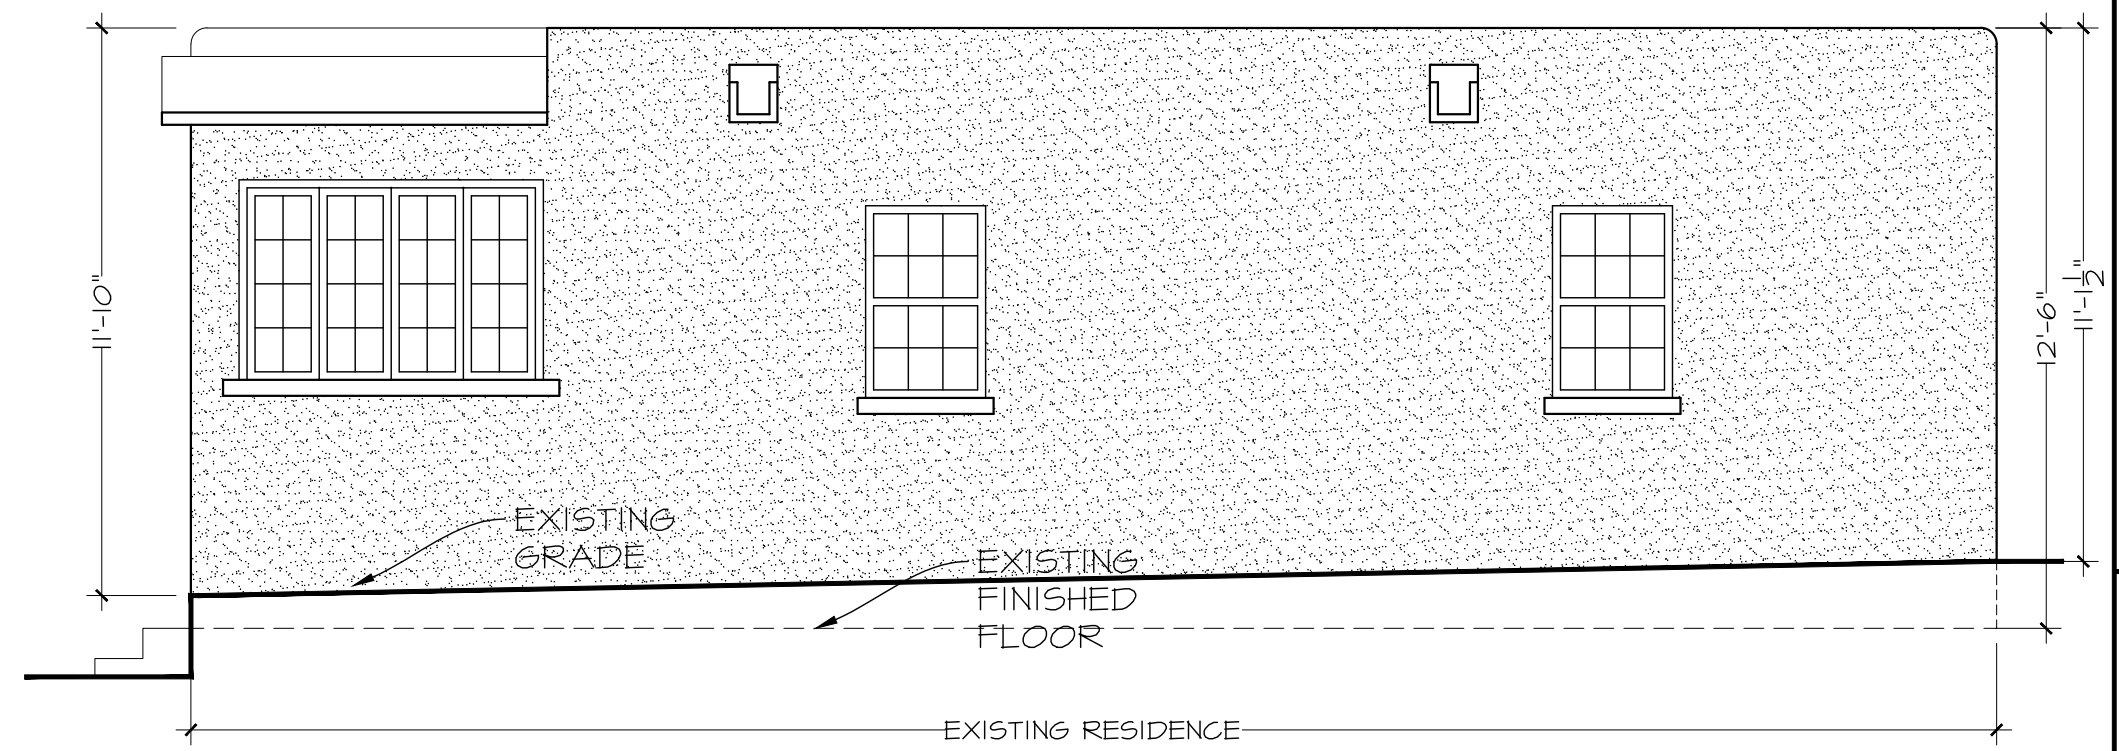 11'-10"
12'-6"
11'-1 1/2"
EXISTING
GRADE
EXISTING
FINISHED
FLOOR
EXISTING RESIDENCE